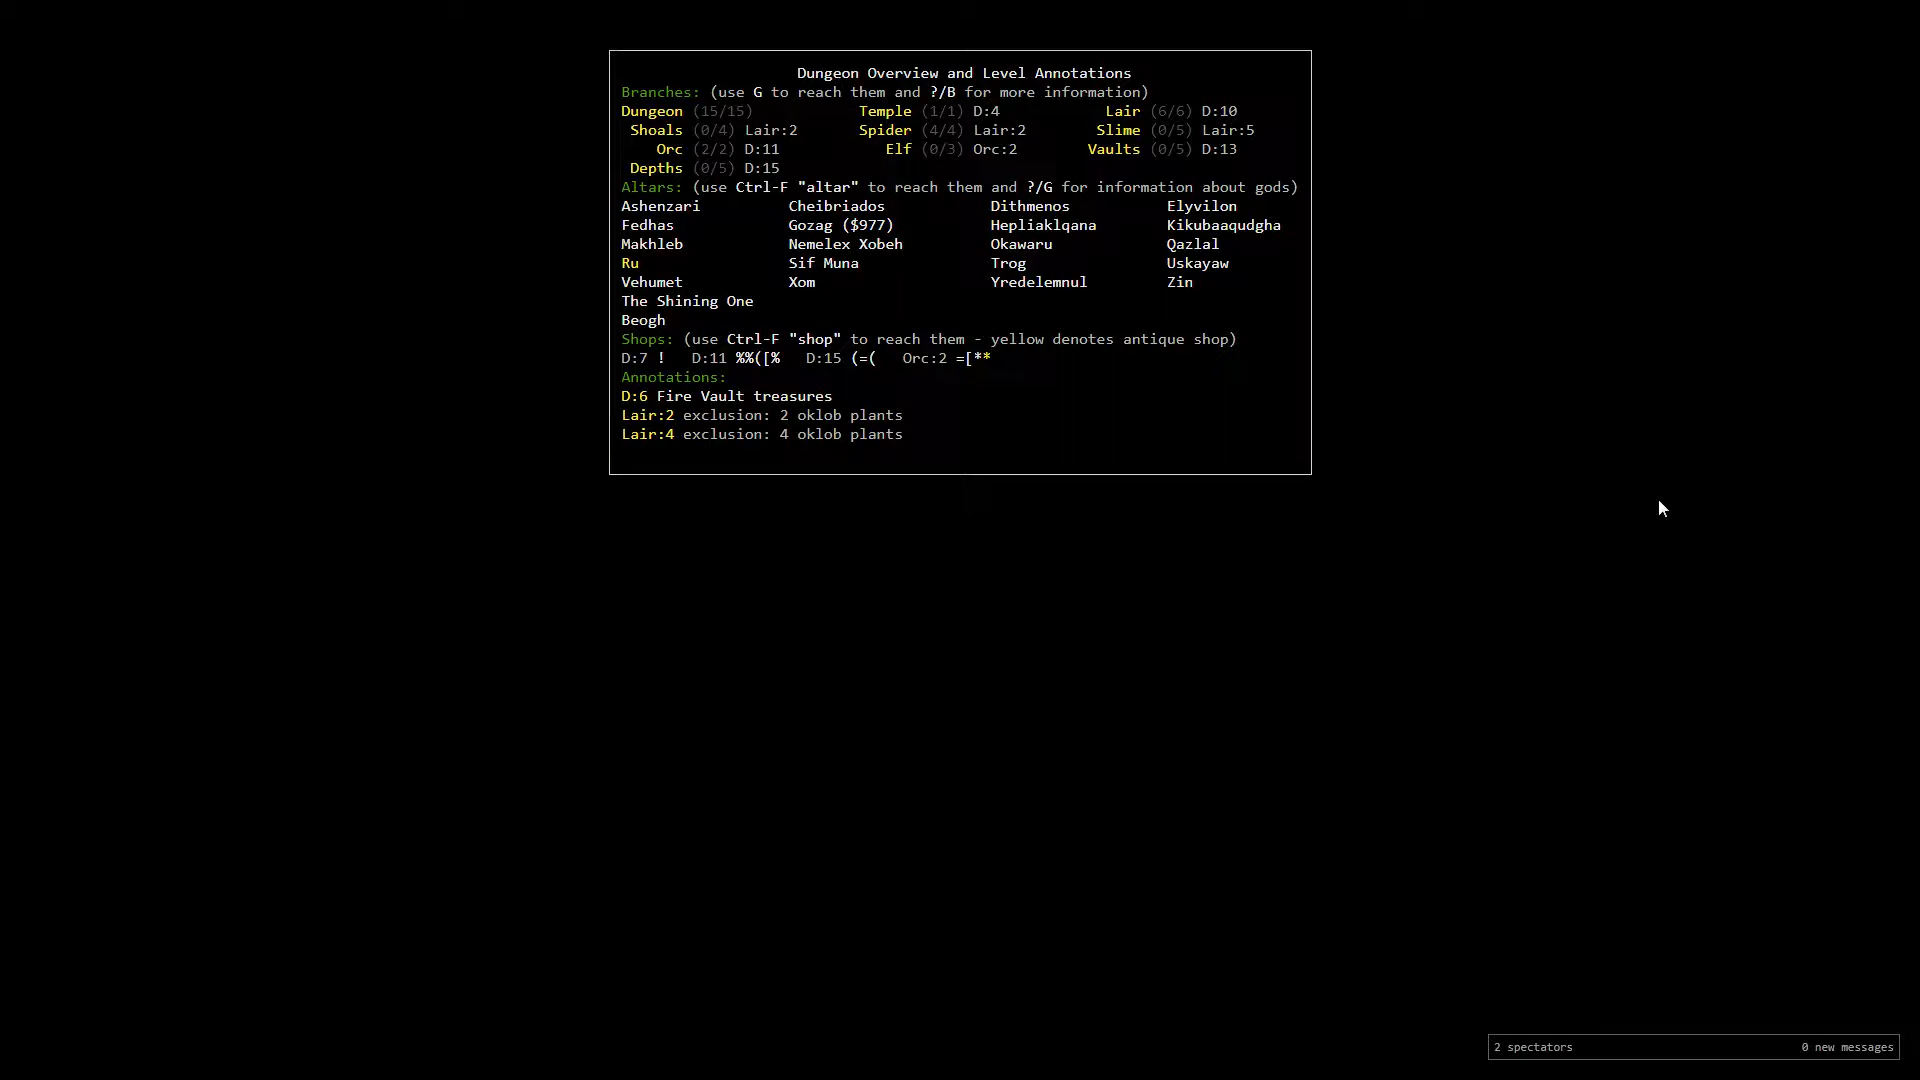 Dungeon Overview and Level Annotations
Branches: (use G to reach them and ?/B for more information)
Dungeon (15/15) Temple (1/1) D:4 Lair (6/6) D:10
Shoals (0/4) Lair:2 Spider (4/4) Lair:2 Slime (0/5) Lair:5
Orc (2/2) D:11 Elf (0/3) Orc:2 Vaults (0/5) D:13
Depths (0/5) D:15
Altars: (use Ctrl-F "altar" to reach them and ?/G for information about gods)
Ashenzari Cheibriados Dithmenos Elyvilon
Fedhas Gozag ($977) Hepliaklqana Kikubaaqudgha
Makhleb Nemelex Xobeh Okawaru Qazlal
Ru Sif Muna Trog Uskayaw
Vehumet Xom Yredelemnul Zin
The Shining One
Beogh
Shops: (use Ctrl-F "shop" to reach them - yellow denotes antique shop)
D:7 ! D:11 %%([% D:15 (=( Orc:2 =[**
Annotations:
D:6 Fire Vault treasures
Lair:2 exclusion: 2 oklob plants
Lair:4 exclusion: 4 oklob plants
2 spectators 0 new messages